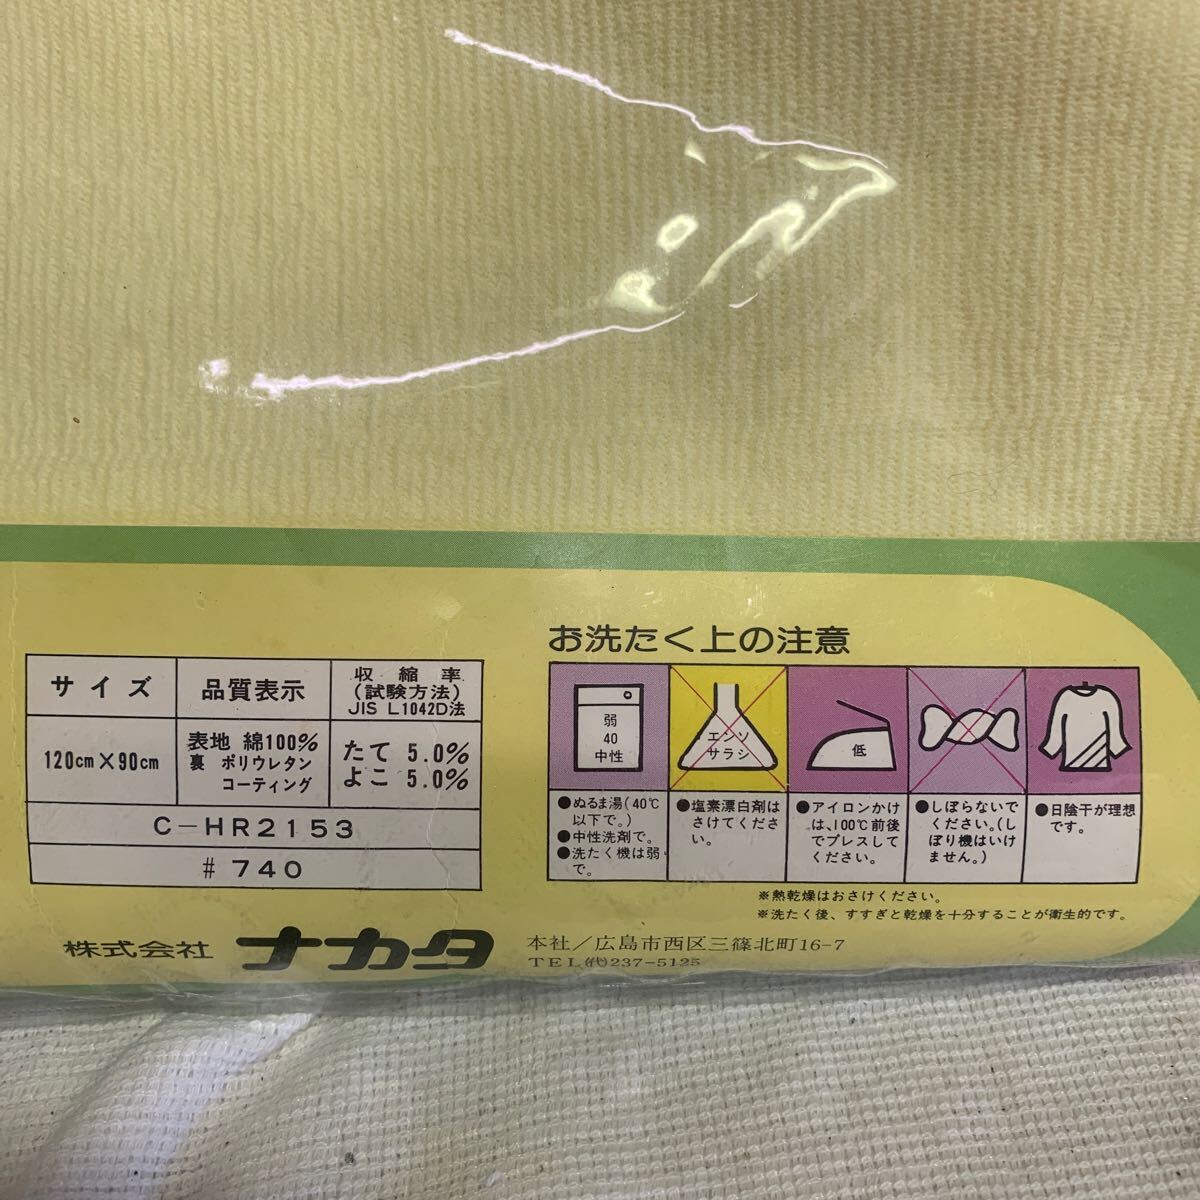 サイズ
品質表示
収縮率
(試験方法)
JIS L1042D法
120cm×90cm
表地 綿100%
裏 ポリウレタン
コーティング
たて 5.0%
よこ 5.0%
C-HR2153
# 740
お洗たく上の注意
弱
40
中性
エンソ
サラシ
低
●ぬるま湯(40℃
以下で。)
●中性洗剤で。
●洗たく機は弱
で。
●塩素漂白剤は
さけてくださ
い。
●アイロンかけ
は、100℃前後
でプレスして
ください。
●しぼらないで
ください。(し
ぼり機はいけ
ません。)
●日陰干が理想
です。
※熱乾燥はおさけください。
※洗たく後、すすぎと乾燥を十分することが衛生的です。
株式会社 ナカタ
本社/広島市西区三篠北町16-7
TEL(代)237-5125